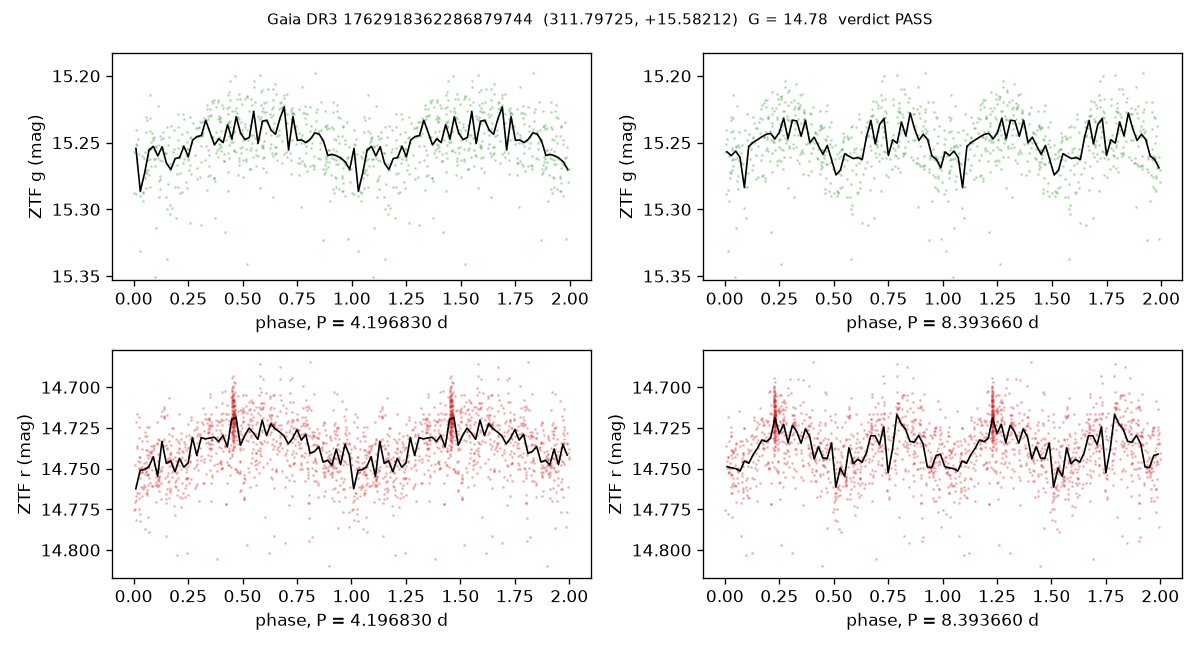 Gaia DR3 1762918362286879744  (311.79725, +15.58212)  G = 14.78  verdict PASS
ZTF g (mag)
15.20
15.25
15.30
15.35
0.00 0.25 0.50 0.75 1.00 1.25 1.50 1.75 2.00
phase, P = 4.196830 d
ZTF g (mag)
15.20
15.25
15.30
15.35
0.00 0.25 0.50 0.75 1.00 1.25 1.50 1.75 2.00
phase, P = 8.393660 d
ZTF r (mag)
14.700
14.725
14.750
14.775
14.800
0.00 0.25 0.50 0.75 1.00 1.25 1.50 1.75 2.00
phase, P = 4.196830 d
ZTF r (mag)
14.700
14.725
14.750
14.775
14.800
0.00 0.25 0.50 0.75 1.00 1.25 1.50 1.75 2.00
phase, P = 8.393660 d